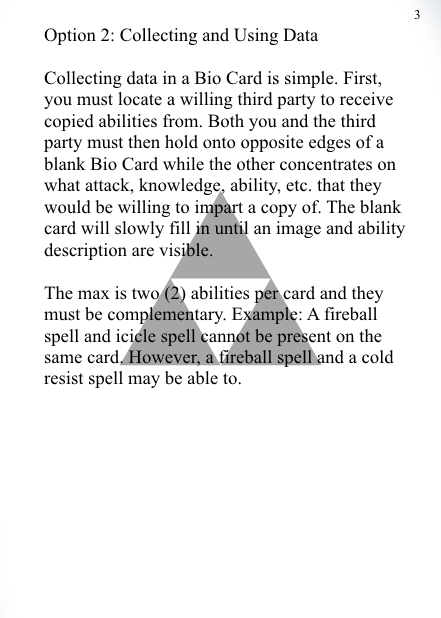 3
Option 2: Collecting and Using Data
Collecting data in a Bio Card is simple. First,
you must locate a willing third party to receive
copied abilities from. Both you and the third
party must then hold onto opposite edges of a
blank Bio Card while the other concentrates on
what attack, knowledge, ability, etc. that they
would be willing to impart a copy of. The blank
card will slowly fill in until an image and ability
description are visible.
The max is two (2) abilities per card and they
must be complementary. Example: A fireball
spell and icicle spell cannot be present on the
same card. However, a fireball spell and a cold
resist spell may be able to.